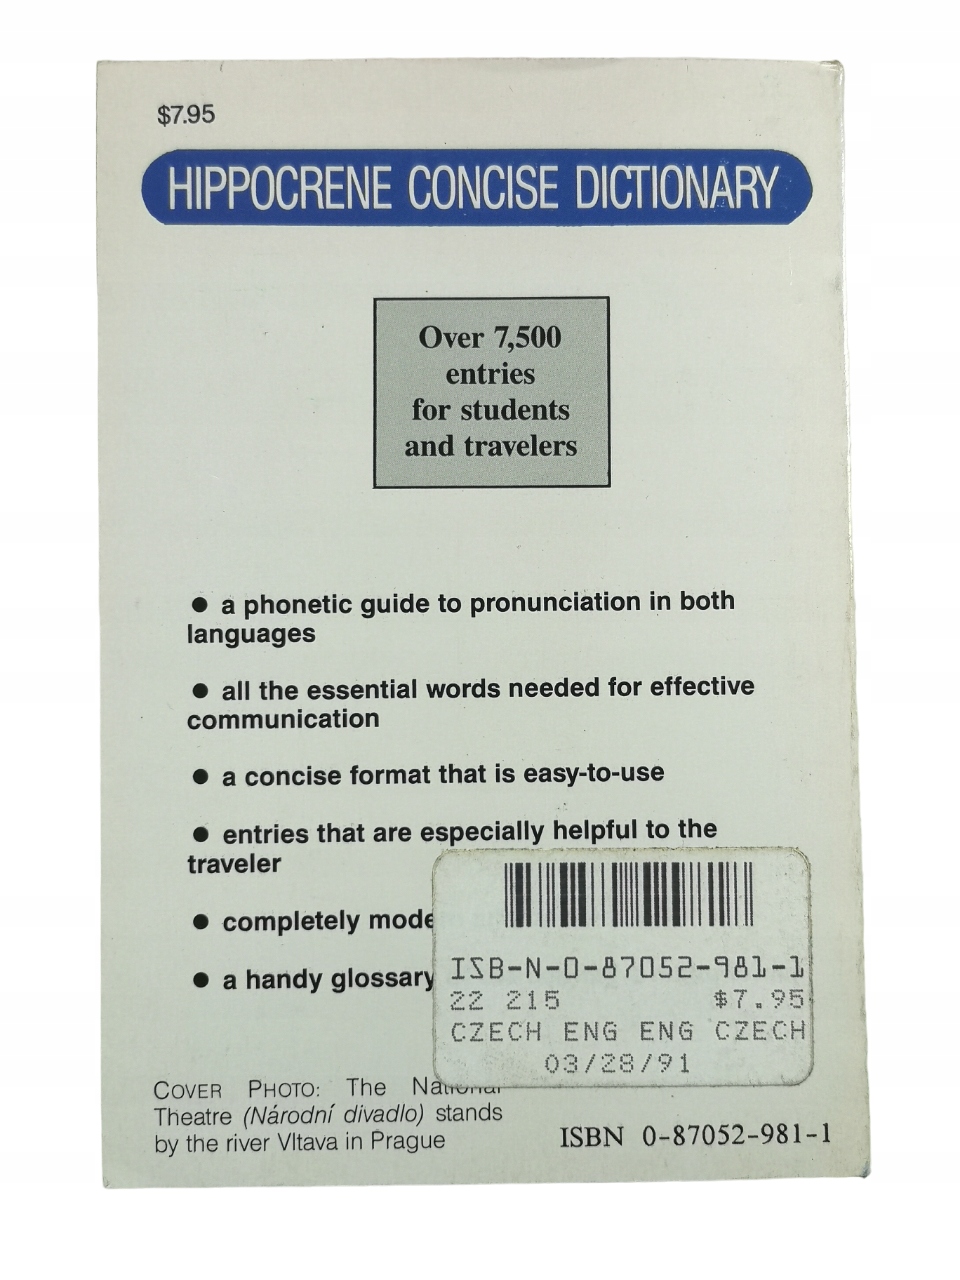 $7.95
HIPPOCRENE CONCISE DICTIONARY
Over 7,500
entries
for students
and travelers
● a phonetic guide to pronunciation in both
languages
● all the essential words needed for effective
communication
● a concise format that is easy-to-use
● entries that are especially helpful to the
traveler
● completely
● a handy glossary
ISB-N-0-87052-981-1
22 215 $7.95
CZECH ENG ENG CZECH
03/28/91
COVER PHOTO: The National
Theatre (Národní divadlo) stands
by the river Vltava in Prague
ISBN 0-87052-981-1